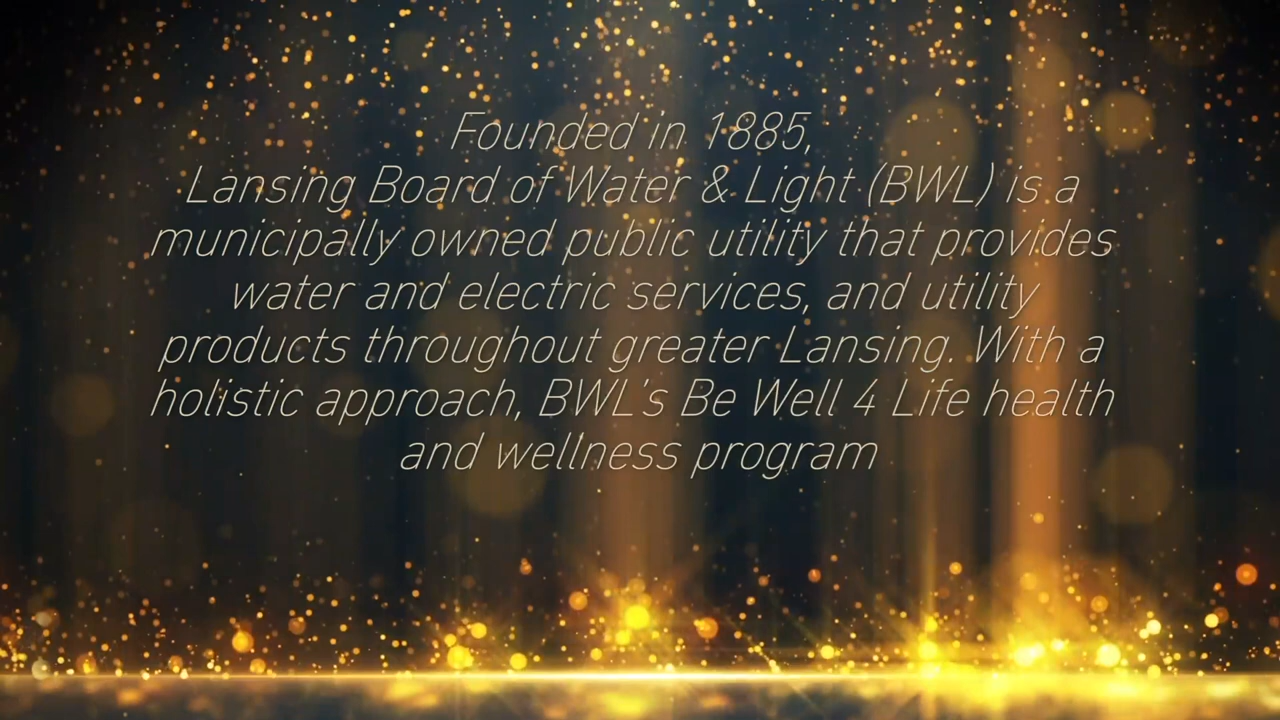 Founded in 1885,
Lansing Board of Water & Light (BWL) is a
municipally owned public utility that provides
water and electric services, and utility
products throughout greater Lansing. With a
holistic approach, BWL's Be Well 4 Life health
and wellness program